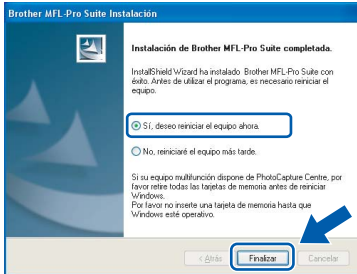 Brother MFL-Pro Suite Instalación
Instalación de Brother MFL-Pro Suite completada.
InstallShield Wizard ha instalado Brother MFL-Pro Suite con
éxito. Antes de utilizar el programa, es necesario reiniciar el
equipo.
Sí, deseo reiniciar el equipo ahora.
No, reiniciaré el equipo más tarde.
Si su equipo multifunción dispone de PhotoCapture Centre, por
favor retire todas las tarjetas de memoria antes de reiniciar
Windows.
Por favor no inserte una tarjeta de memoria hasta que
Windows esté operativo.
< Atrás
Finalizar
Cancelar